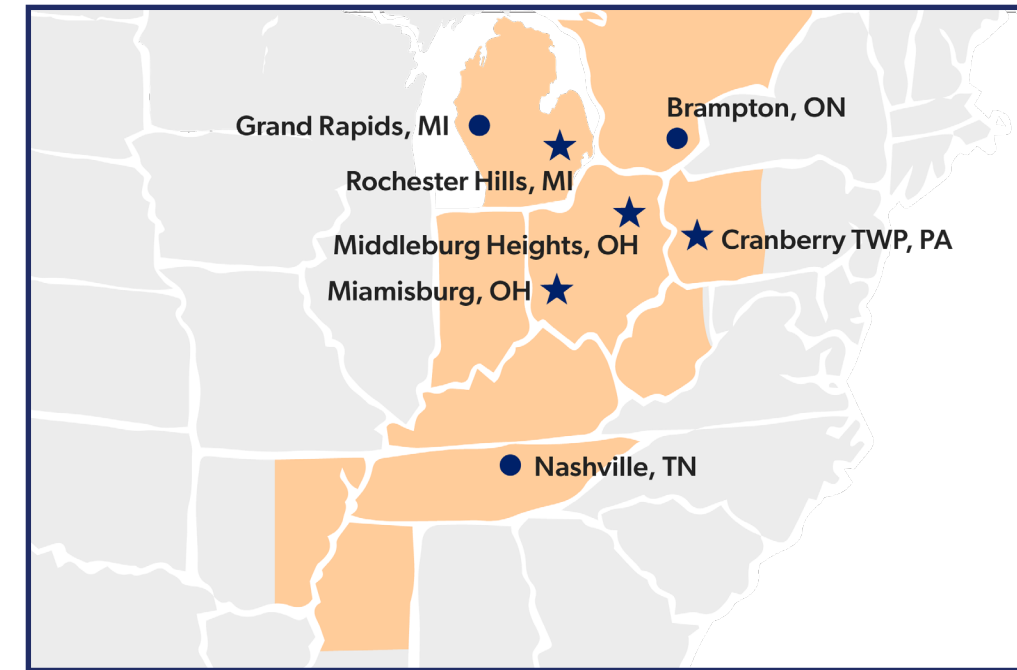 Brampton, ON
Grand Rapids, MI
Rochester Hills, MI
Middleburg Heights, OH
Cranberry TWP, PA
Miamisburg, OH
Nashville, TN